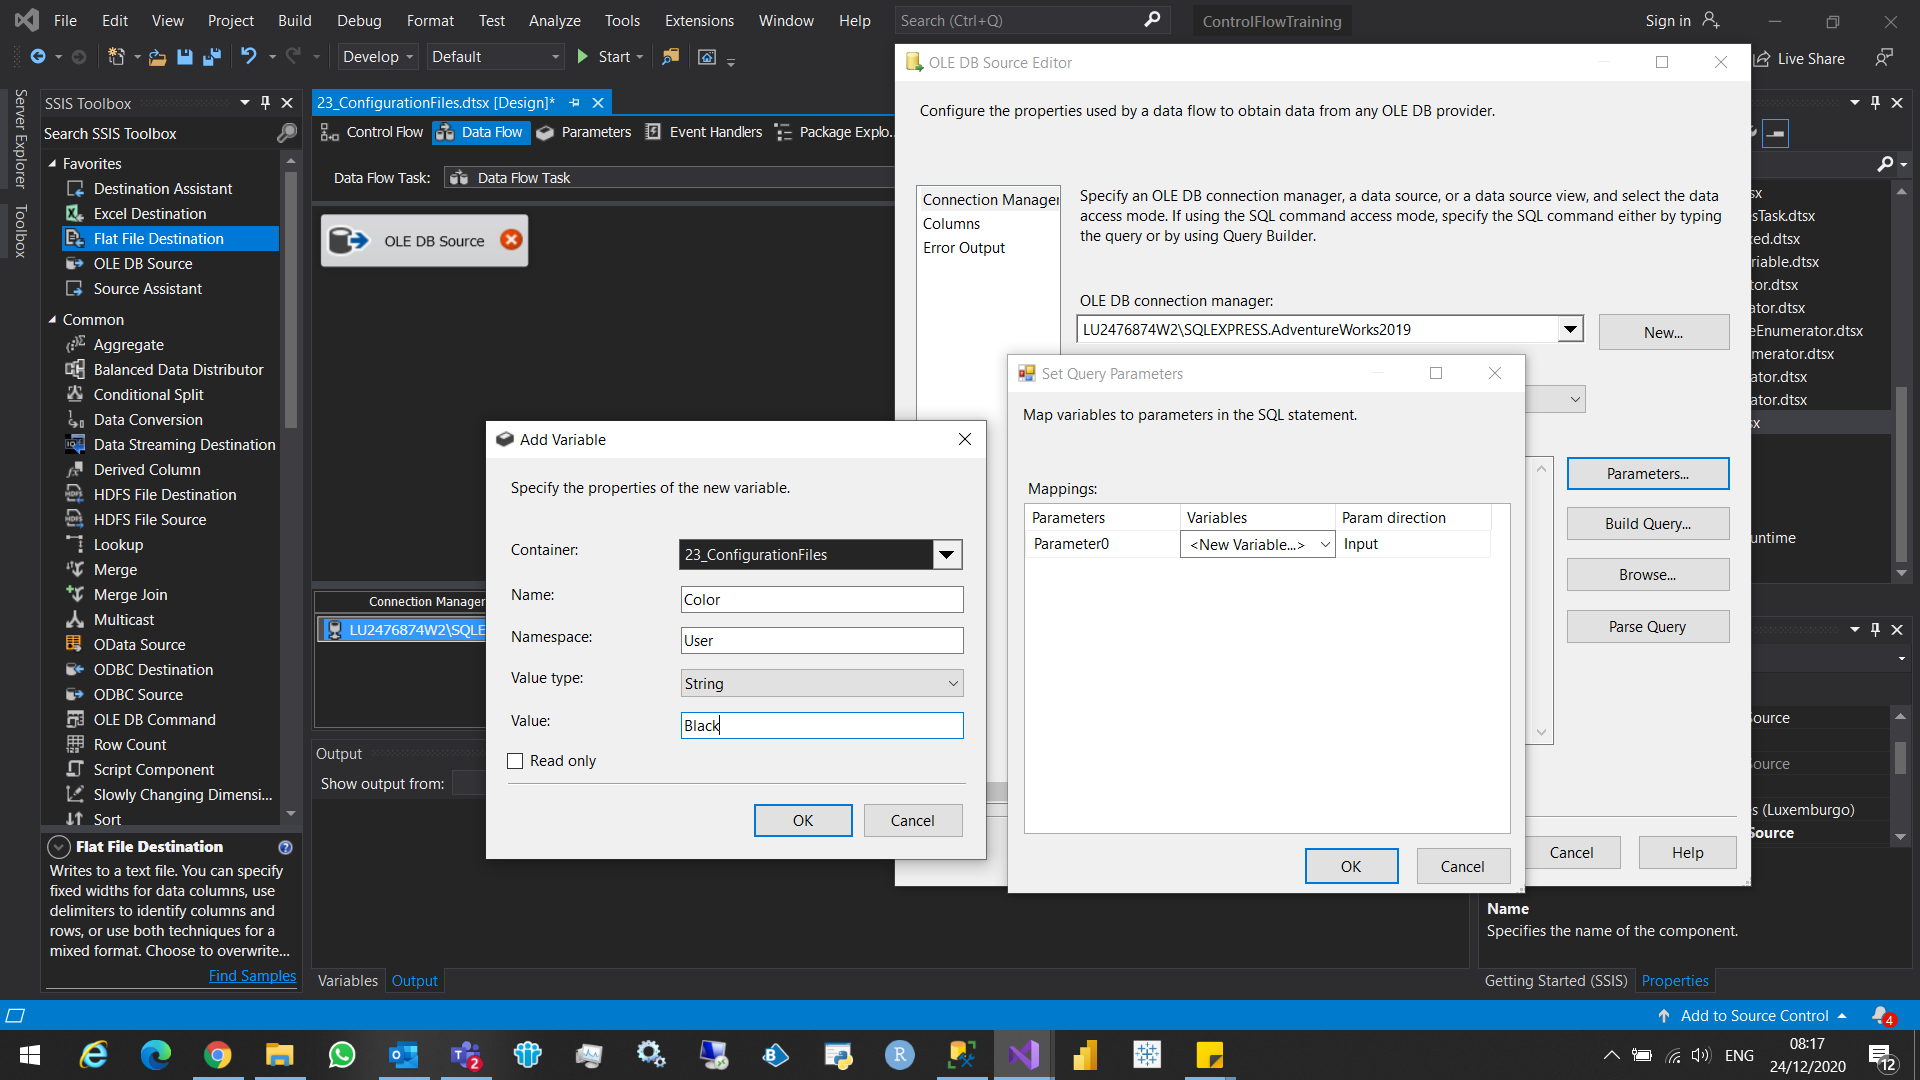 File Edit View Project Build Debug Format Test Analyze Tools Extensions Window Help Search (Ctrl+Q) ControlFlowTraining Sign in
Develop Default Start Live Share
Server Explorer
Toolbox
SSIS Toolbox
Search SSIS Toolbox
Favorites
Destination Assistant
Excel Destination
Flat File Destination
OLE DB Source
Source Assistant
Common
Aggregate
Balanced Data Distributor
Conditional Split
Data Conversion
Data Streaming Destination
Derived Column
HDFS File Destination
HDFS File Source
Lookup
Merge
Merge Join
Multicast
OData Source
ODBC Destination
ODBC Source
OLE DB Command
Row Count
Script Component
Slowly Changing Dimensi...
Sort
Flat File Destination
Writes to a text file. You can specify
fixed widths for data columns, use
delimiters to identify columns and
rows, or use both techniques for a
mixed format. Choose to overwrite...
Find Samples
23_ConfigurationFiles.dtsx [Design]*
Control Flow Data Flow Parameters Event Handlers Package Explo...
Data Flow Task: Data Flow Task
OLE DB Source
Connection Manager
LU2476874W2\SQLE
Output
Show output from:
Variables Output
OLE DB Source Editor
Configure the properties used by a data flow to obtain data from any OLE DB provider.
Connection Manager
Columns
Error Output
Specify an OLE DB connection manager, a data source, or a data source view, and select the data
access mode. If using the SQL command access mode, specify the SQL command either by typing
the query or by using Query Builder.
OLE DB connection manager:
LU2476874W2\SQLEXPRESS.AdventureWorks2019
New...
Parameters...
Build Query...
Browse...
Parse Query
Cancel Help
Set Query Parameters
Map variables to parameters in the SQL statement.
Mappings:
Parameters Variables Param direction
Parameter0 <New Variable...> Input
OK Cancel
Add Variable
Specify the properties of the new variable.
Container: 23_ConfigurationFiles
Name: Color
Namespace: User
Value type: String
Value: Black
Read only
OK Cancel
sx
sTask.dtsx
xed.dtsx
riable.dtsx
tor.dtsx
ator.dtsx
eEnumerator.dtsx
merator.dtsx
ator.dtsx
ator.dtsx
sx
untime
Source
Source
s (Luxemburgo)
Source
Name
Specifies the name of the component.
Getting Started (SSIS) Properties
Add to Source Control 4
2
ENG
08:17
24/12/2020
12